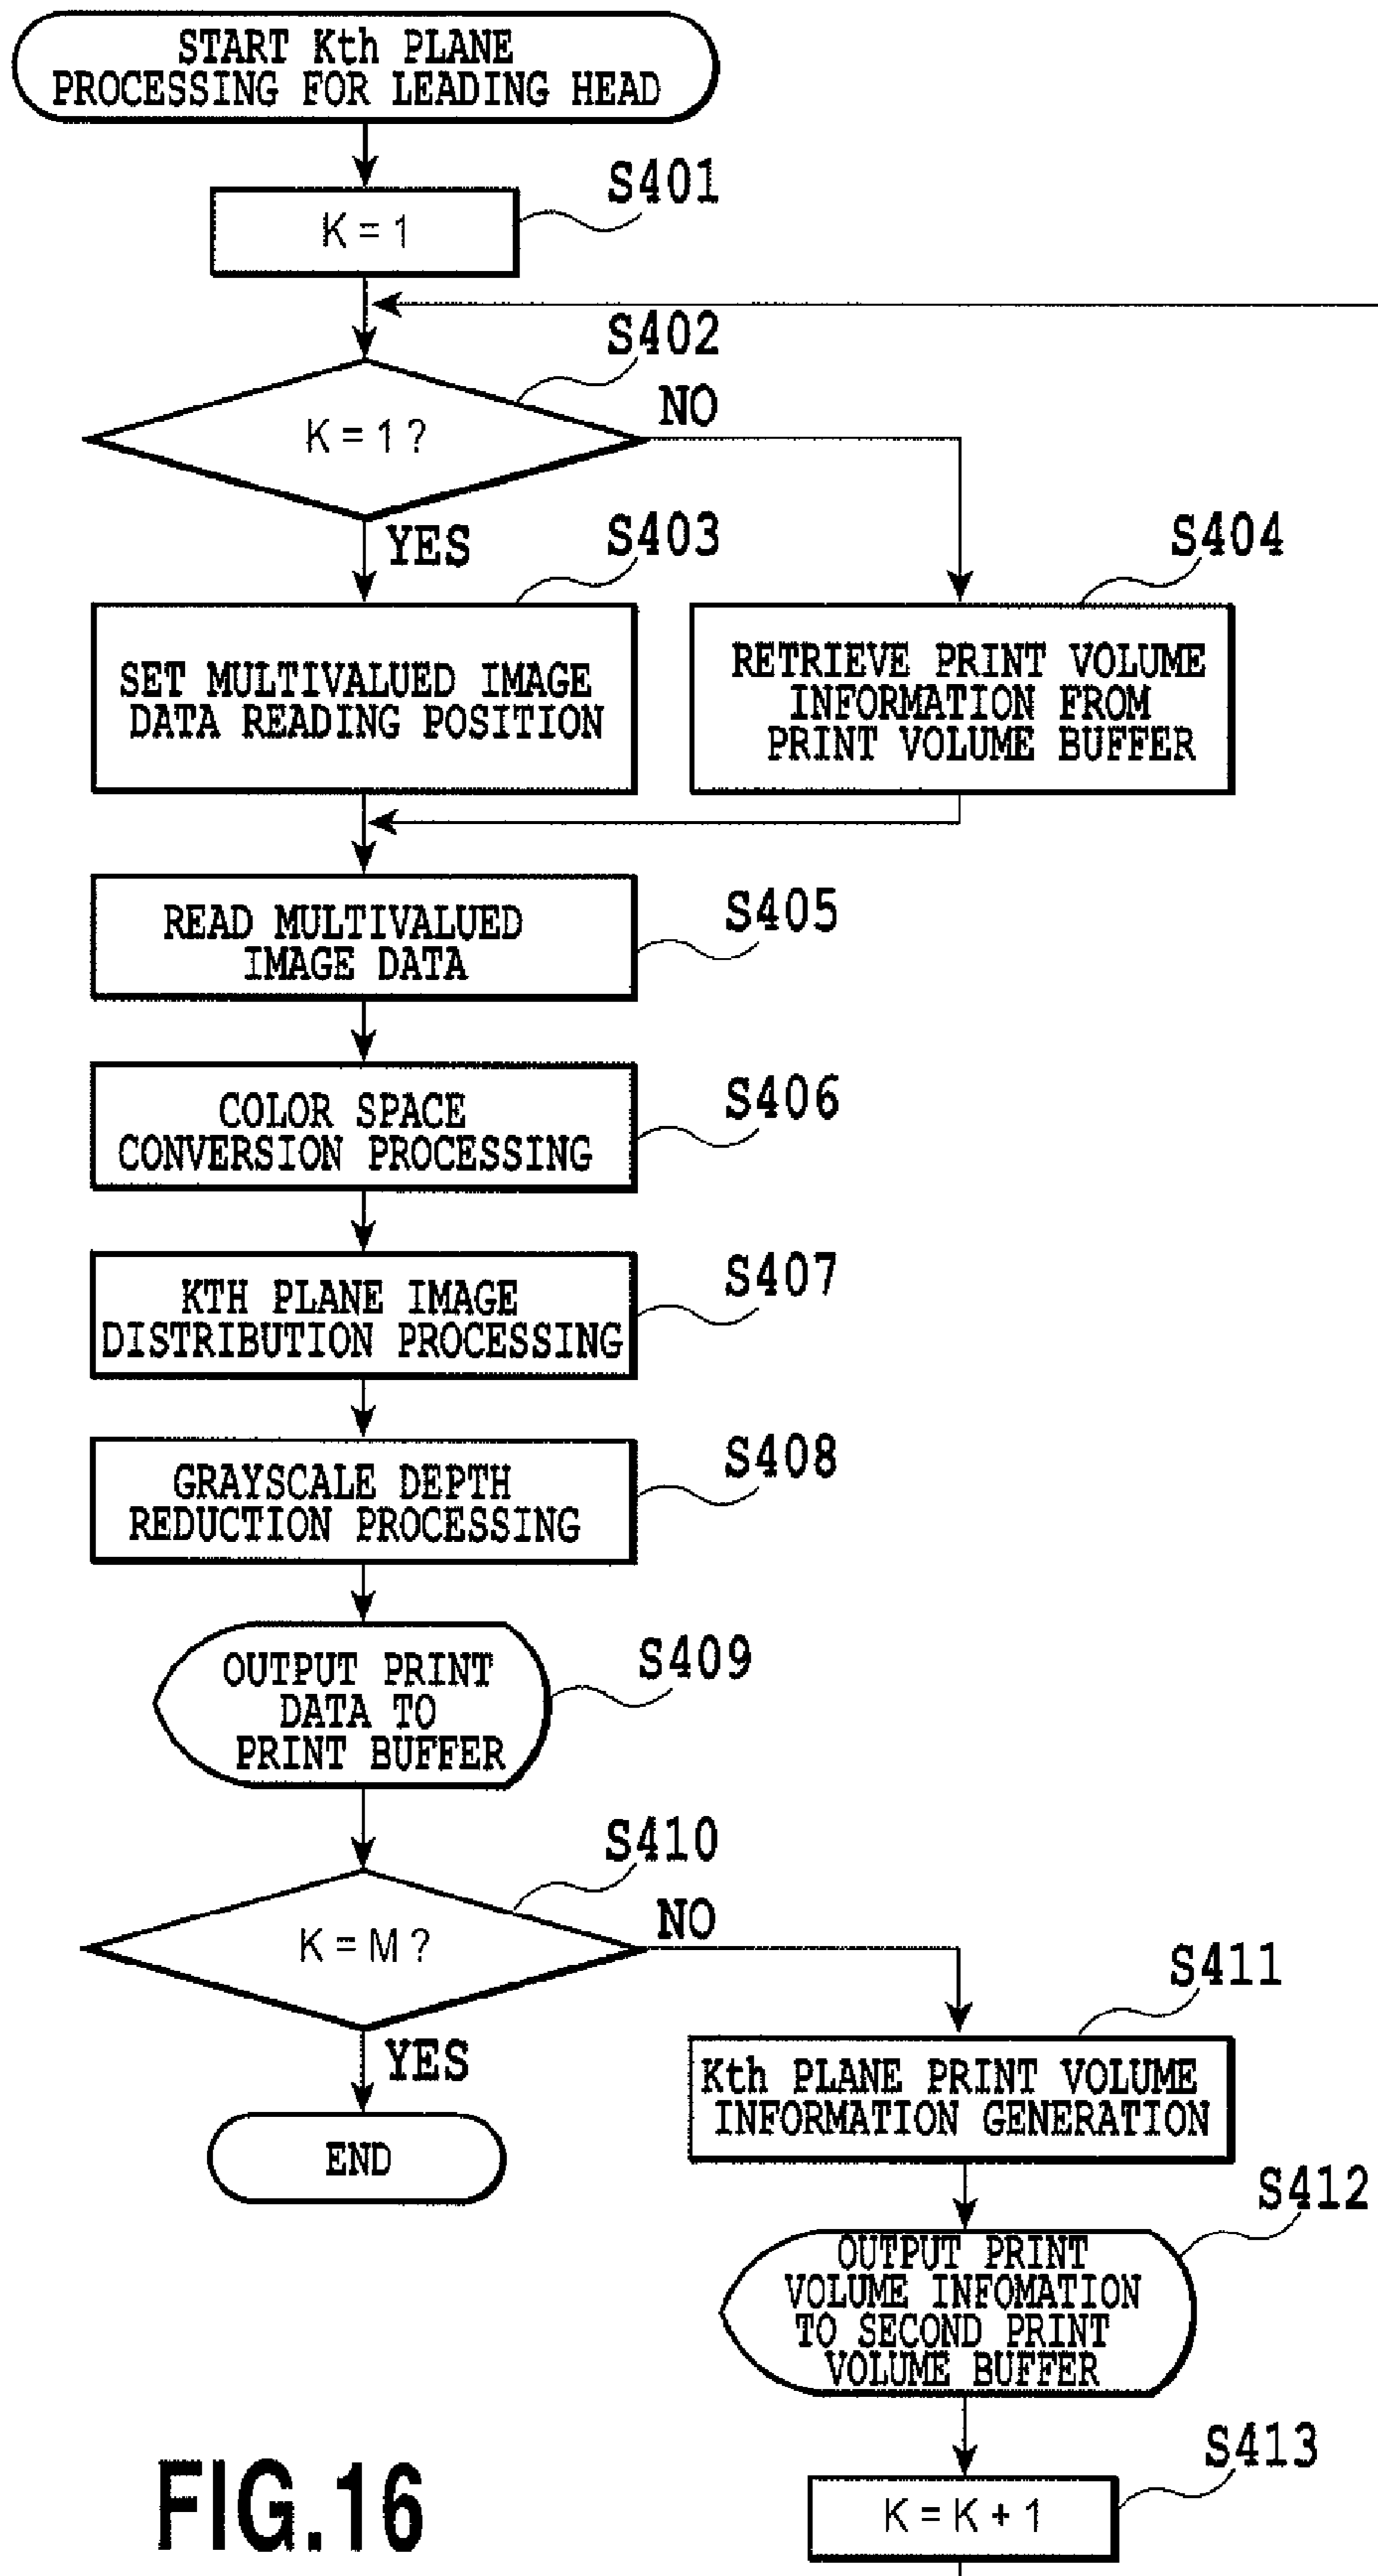 START Kth PLANE
PROCESSING FOR LEADING HEAD
S401
K = 1
S402
K = 1 ?
NO
YES
S403
SET MULTIVALUED IMAGE
DATA READING POSITION
S404
RETRIEVE PRINT VOLUME
INFORMATION FROM
PRINT VOLUME BUFFER
S405
READ MULTIVALUED
IMAGE DATA
S406
COLOR SPACE
CONVERSION PROCESSING
S407
KTH PLANE IMAGE
DISTRIBUTION PROCESSING
S408
GRAYSCALE DEPTH
REDUCTION PROCESSING
S409
OUTPUT PRINT
DATA TO
PRINT BUFFER
S410
K = M ?
NO
YES
END
S411
Kth PLANE PRINT VOLUME
INFORMATION GENERATION
S412
OUTPUT PRINT
VOLUME INFOMATION
TO SECOND PRINT
VOLUME BUFFER
S413
K = K + 1
FIG.16